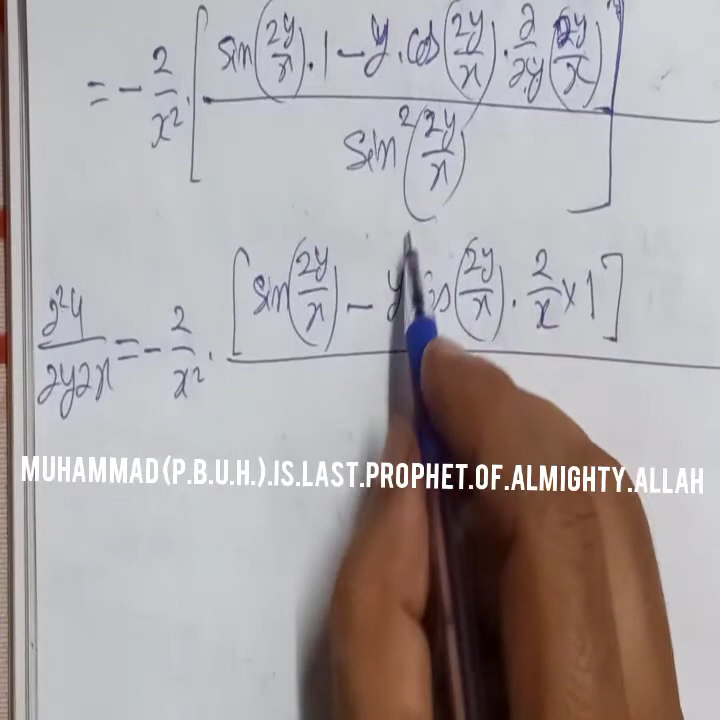 = - 2/x² · [ sin(2y/x) · 1 - y · cos(2y/x) · ∂/∂y (2y/x) ]
Sin²(2y/x)
∂²u/∂y∂x = - 2/x² · [ sin(2y/x) - y cos(2y/x) · 2/x × 1 ]
MUHAMMAD (P.B.U.H.).IS.LAST.PROPHET.OF.ALMIGHTY.ALLAH